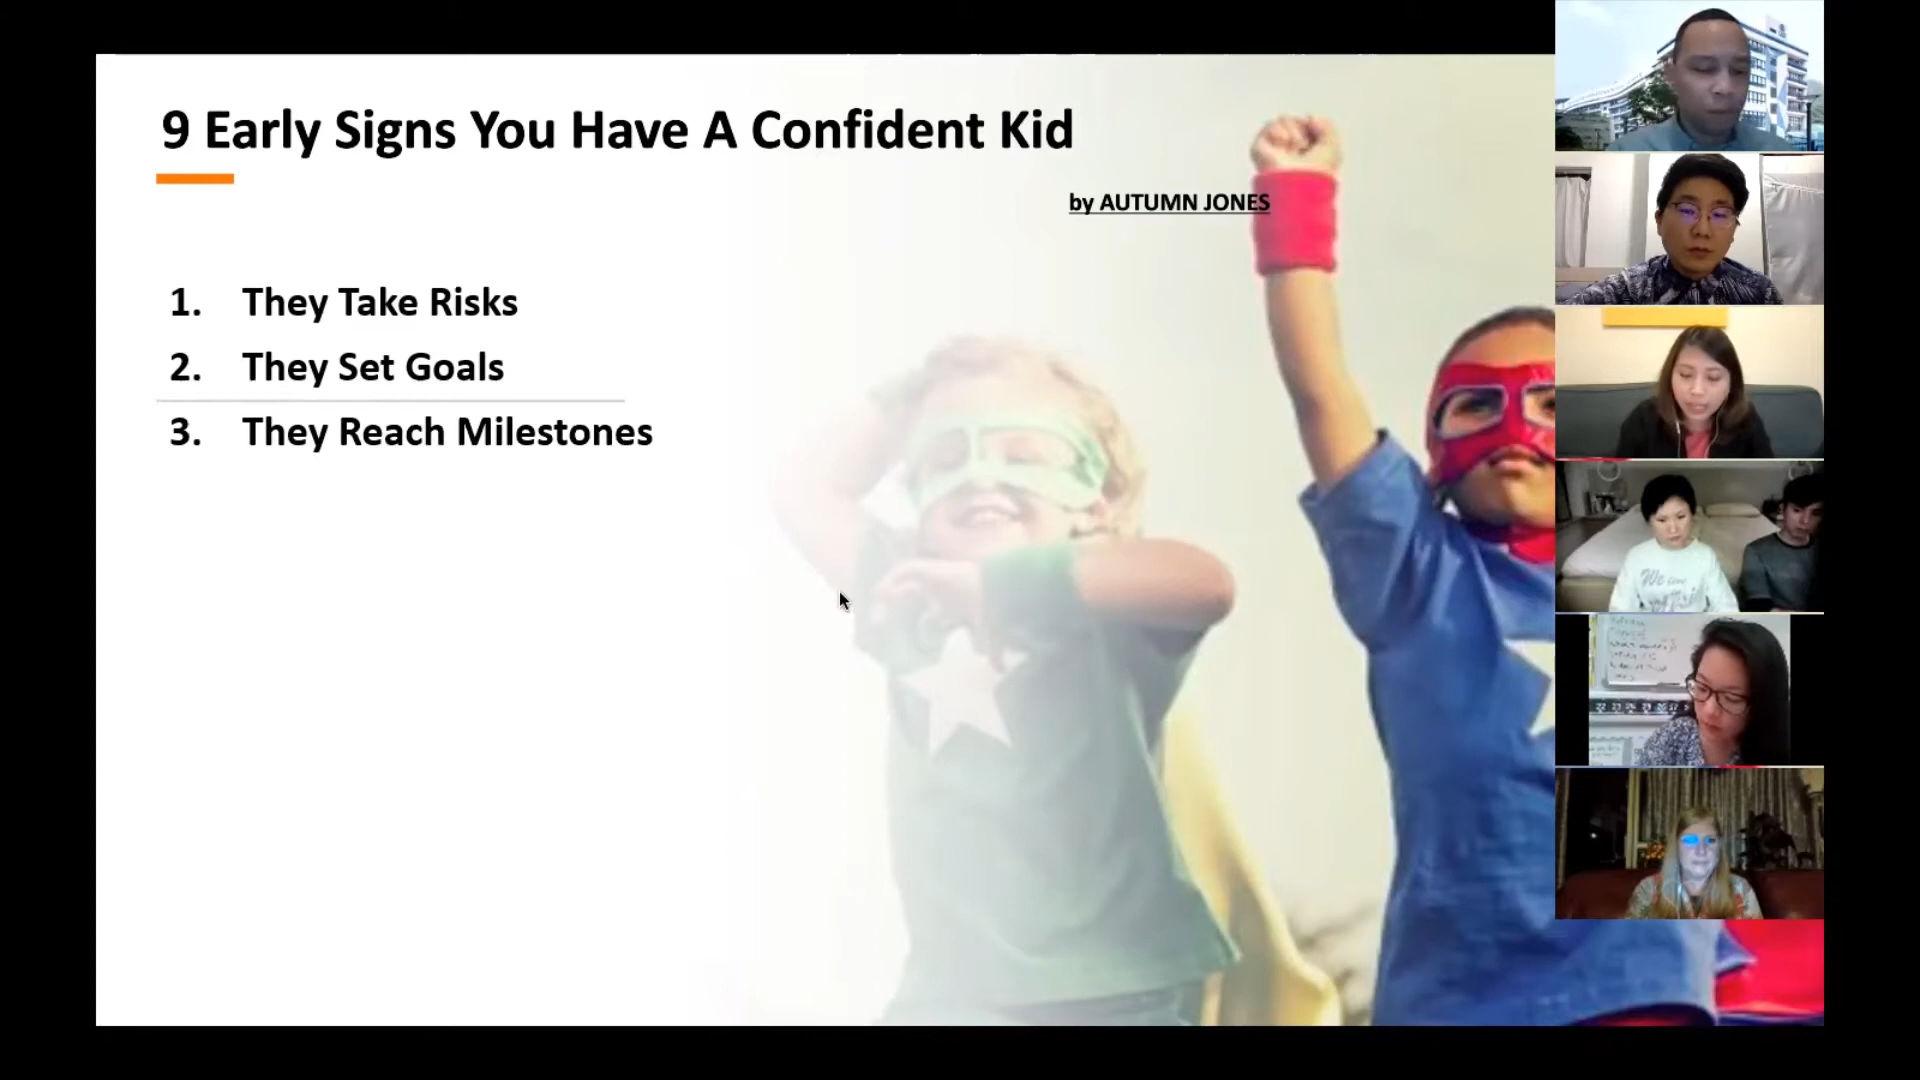 9 Early Signs You Have A Confident Kid
by AUTUMN JONES
1. They Take Risks
2. They Set Goals
3. They Reach Milestones
We